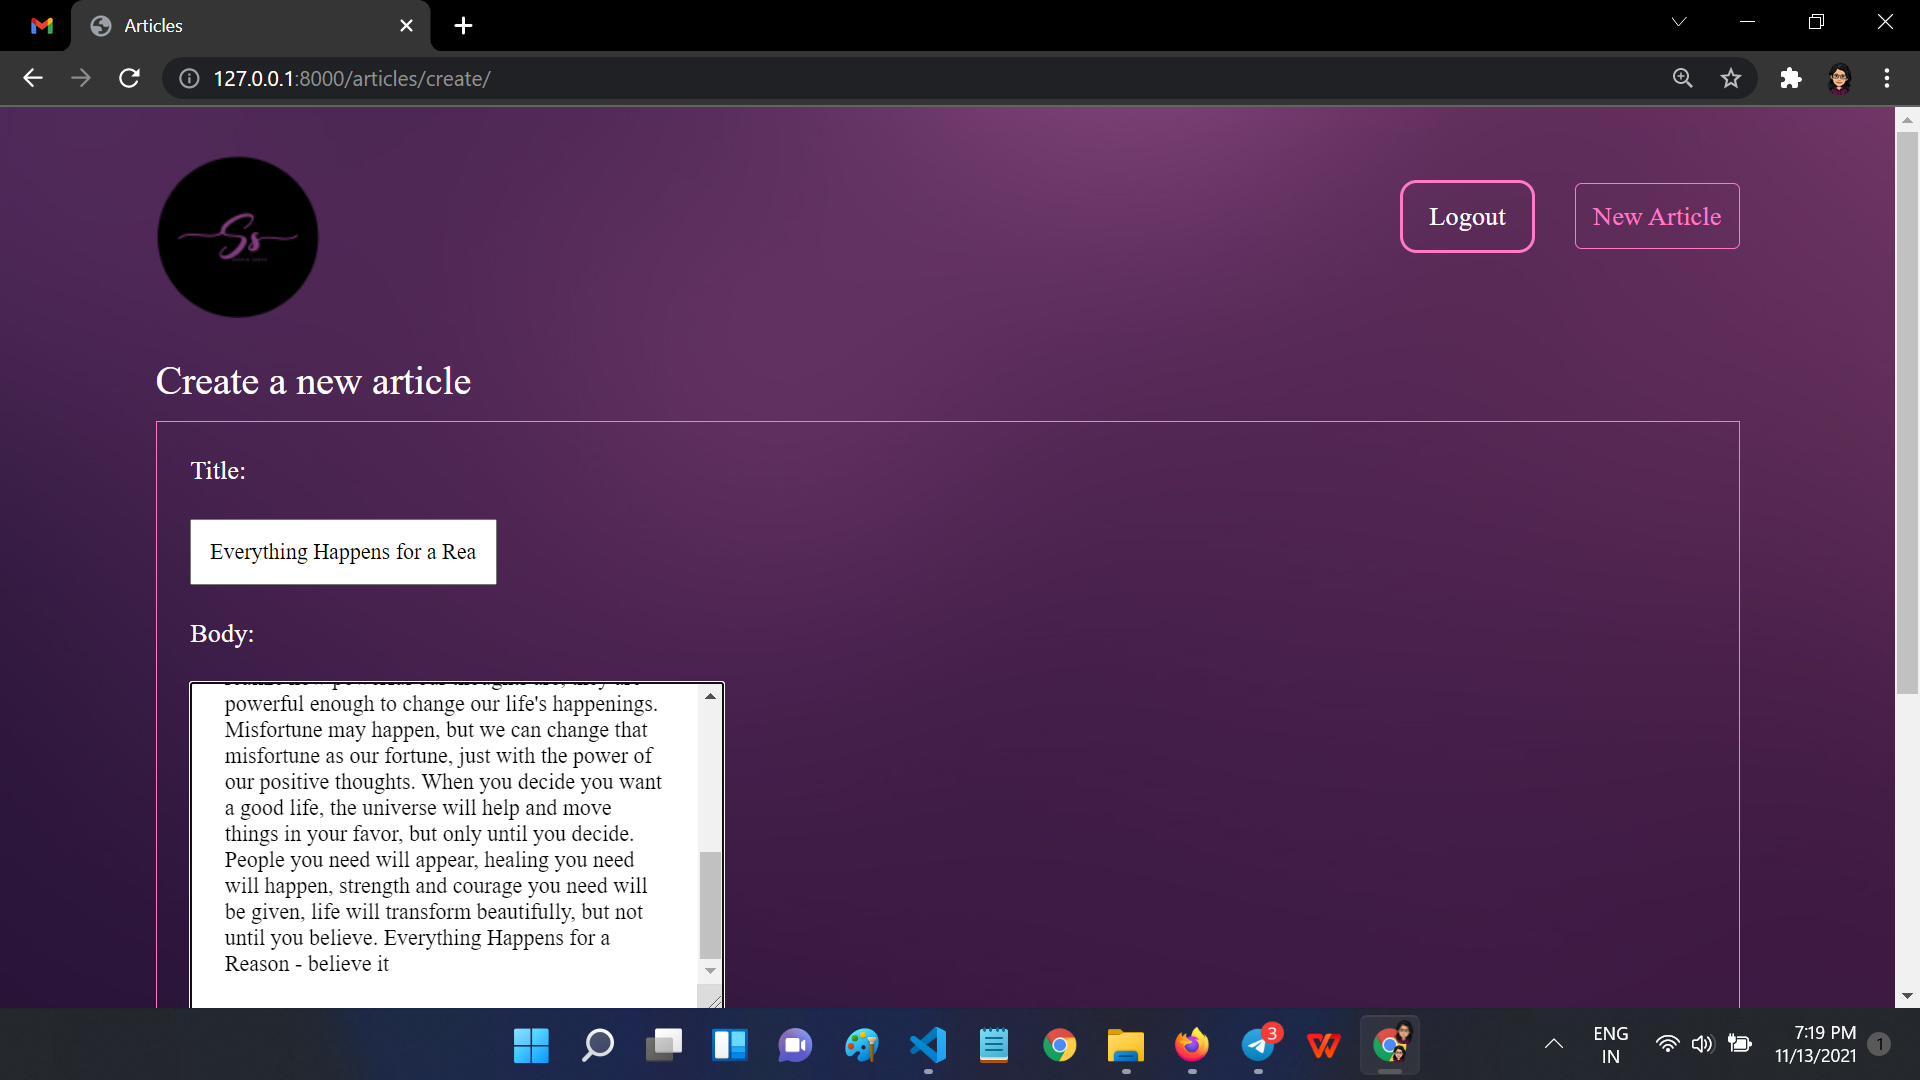 Articles
127.0.0.1:8000/articles/create/
Ss
Logout
New Article
Create a new article
Title:
Everything Happens for a Rea
Body:
powerful enough to change our life's happenings.
Misfortune may happen, but we can change that
misfortune as our fortune, just with the power of
our positive thoughts. When you decide you want
a good life, the universe will help and move
things in your favor, but only until you decide.
People you need will appear, healing you need
will happen, strength and courage you need will
be given, life will transform beautifully, but not
until you believe. Everything Happens for a
Reason - believe it
3
ENG
IN
7:19 PM
11/13/2021
1